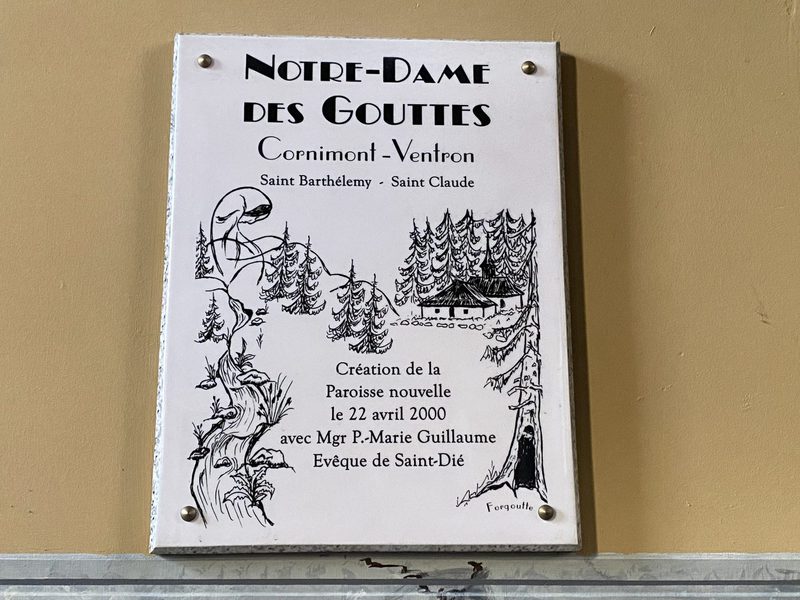 NOTRE-DAME
DES GOUTTES
Cornimont-Ventron
Saint Barthélemy - Saint Claude
Création de la
Paroisse nouvelle
le 22 avril 2000
avec Mgr P.-Marie Guillaume
Evêque de Saint-Dié
Forgoutte